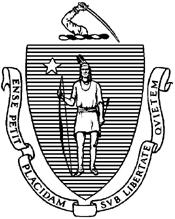 ENSE PETIT
PLACIDAM
SVB LIBERTATE
QVIETEM